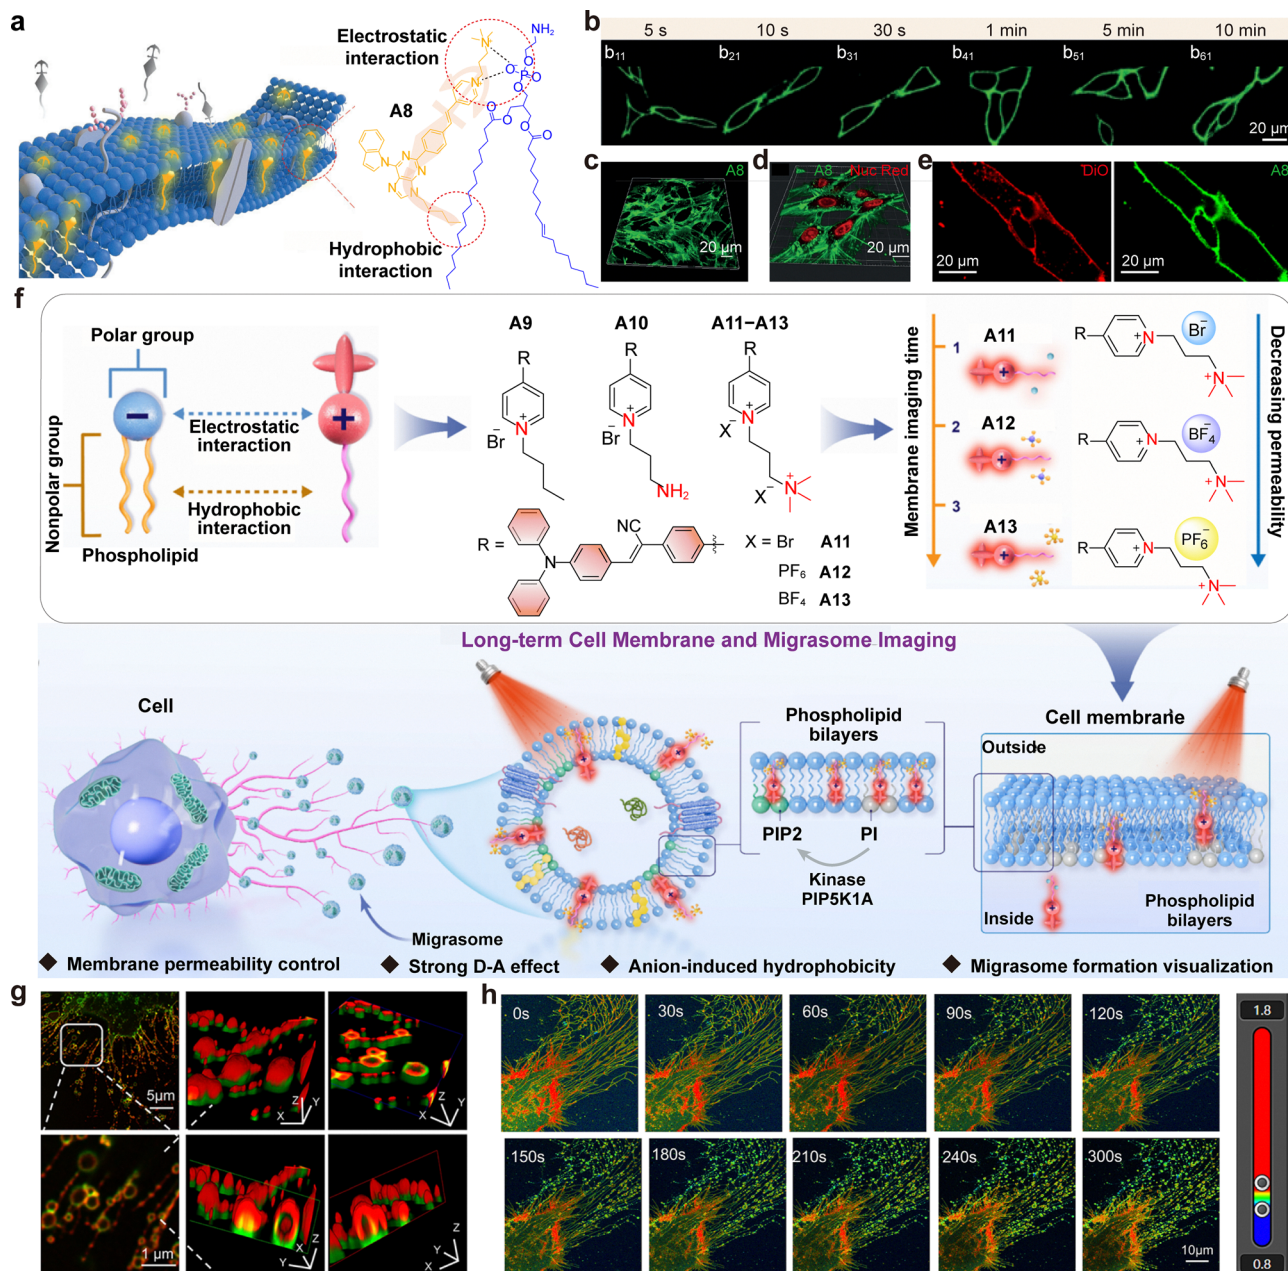 a
Electrostatic
interaction
A8
Hydrophobic
interaction
NH₂
N
+
N
+
N
N
N
N
N
N
O⁻
P
O
O
O
O
O
O
b
5 s
10 s
30 s
1 min
5 min
10 min
b₁₁
b₂₁
b₃₁
b₄₁
b₅₁
b₆₁
20 μm
c
A8
20 μm
d
A8 Nuc Red
20 μm
e
DiO
20 μm
A8
20 μm
f
Polar group
Nonpolar group
Electrostatic
interaction
Hydrophobic
interaction
Phospholipid
A9
A10
A11−A13
R
R
R
+
N
Br⁻
+
N
Br⁻
+
N
X⁻
NH₂
X⁻
+
N
R =
N
NC
X = Br A11
PF₆ A12
BF₄ A13
Membrane imaging time
1
2
3
A11
A12
A13
R
+
N
Br⁻
+
N
R
+
N
BF₄⁻
+
N
R
+
N
PF₆⁻
+
N
Decreasing permeability
Long-term Cell Membrane and Migrasome Imaging
Cell
Migrasome
Phospholipid
bilayers
PIP2
PI
Kinase
PIP5K1A
Cell membrane
Outside
Inside
Phospholipid
bilayers
◆ Membrane permeability control
◆ Strong D-A effect
◆ Anion-induced hydrophobicity
◆ Migrasome formation visualization
g
5μm
X
Z
Y
Z
X
Y
1 μm
X
Z
Y
Z
Y
X
h
0s
30s
60s
90s
120s
150s
180s
210s
240s
300s
10μm
1.8
0.8